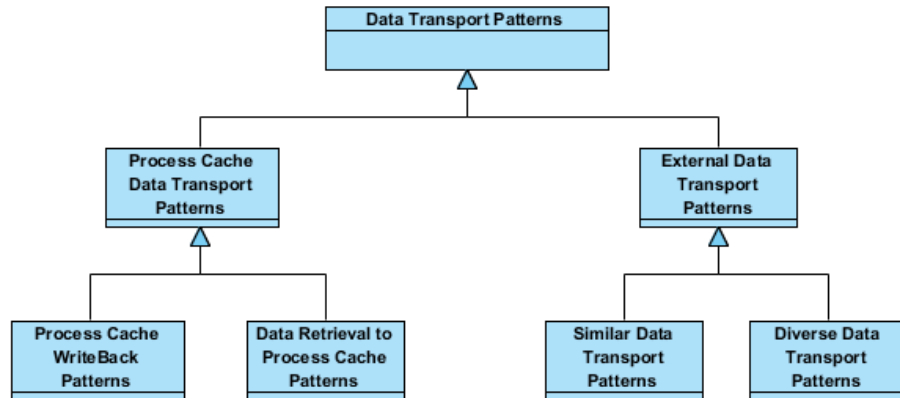 Data Transport Patterns
Process Cache
Data Transport
Patterns
External Data
Transport
Patterns
Process Cache
WriteBack
Patterns
Data Retrieval to
Process Cache
Patterns
Similar Data
Transport
Patterns
Diverse Data
Transport
Patterns